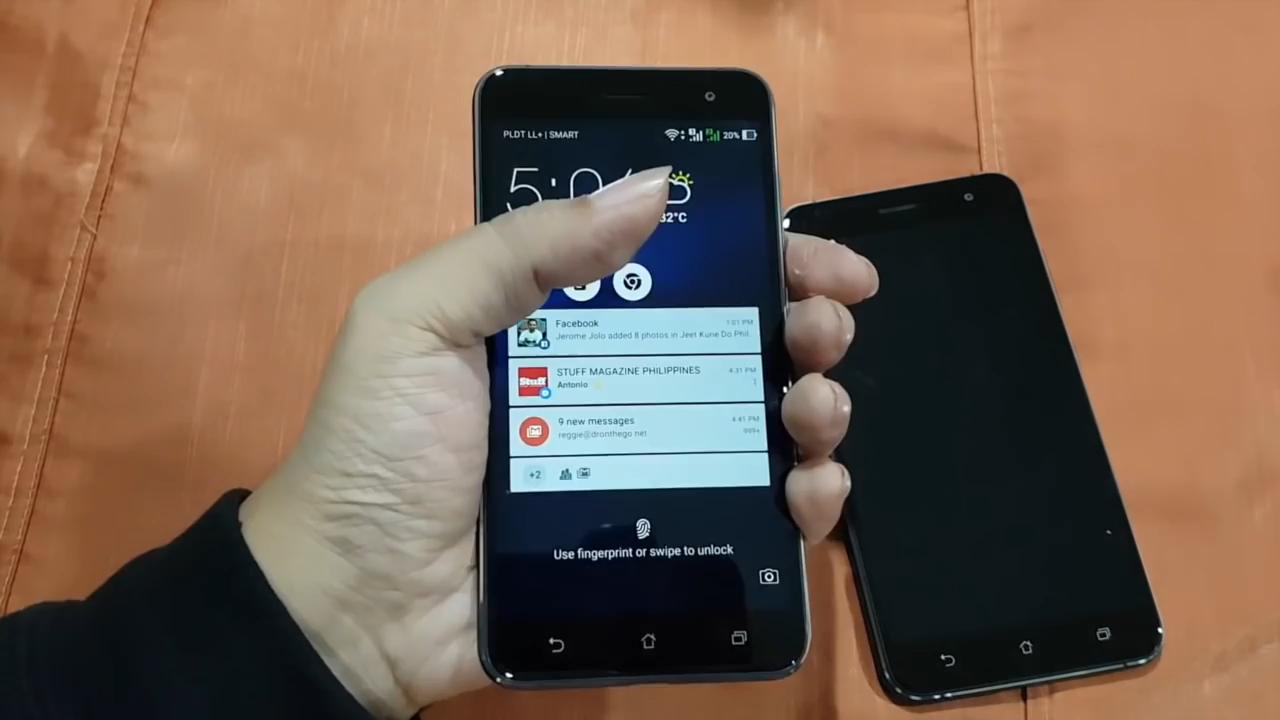 PLDT LL+ | SMART
20%
32°C
Facebook
1:01 PM
Jerome Jolo added 8 photos in Jeet Kune Do Phil
STUFF MAGAZINE PHILIPPINES
4:31 PM
Stuff
Antonio
9 new messages
4:41 PM
reggie@dronthego.net
999+
+2
Use fingerprint or swipe to unlock